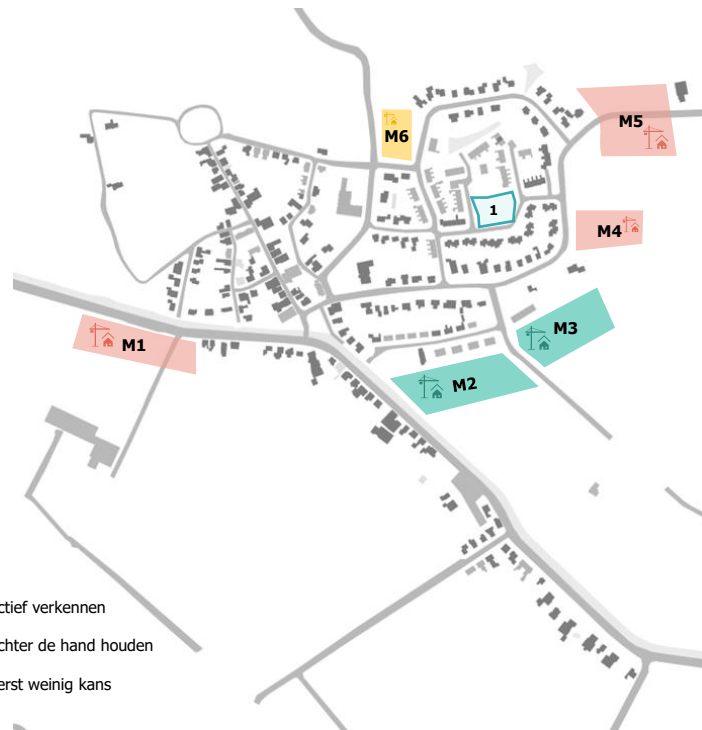 M5
M6
1
M4
M3
M1
M2
ctief verkennen
chter de hand houden
erst weinig kans